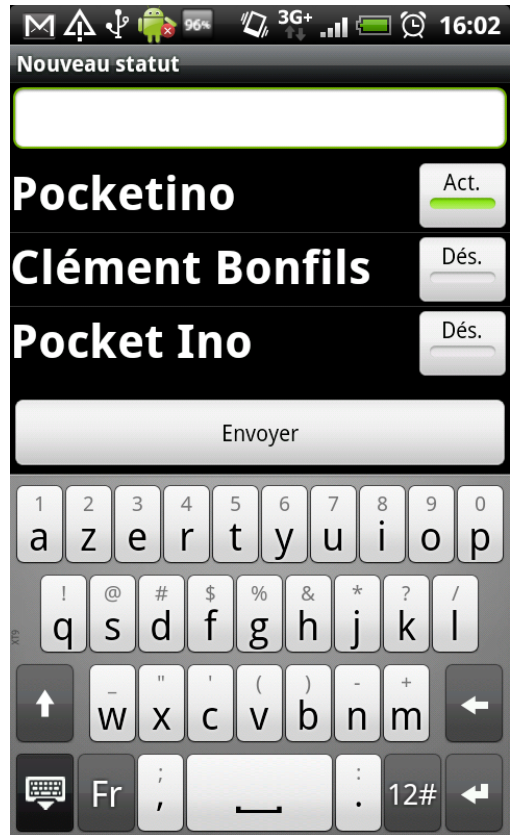 96% 3G+ 16:02
Nouveau statut
Pocketino Act.
Clément Bonfils Dés.
Pocket Ino Dés.
Envoyer
1 2 3 4 5 6 7 8 9 0
a z e r t y u i o p
! @ # $ % & * ? /
q s d f g h j k l
XT9
_ " ' ( ) - +
w x c v b n m
; :
Fr , . 12#